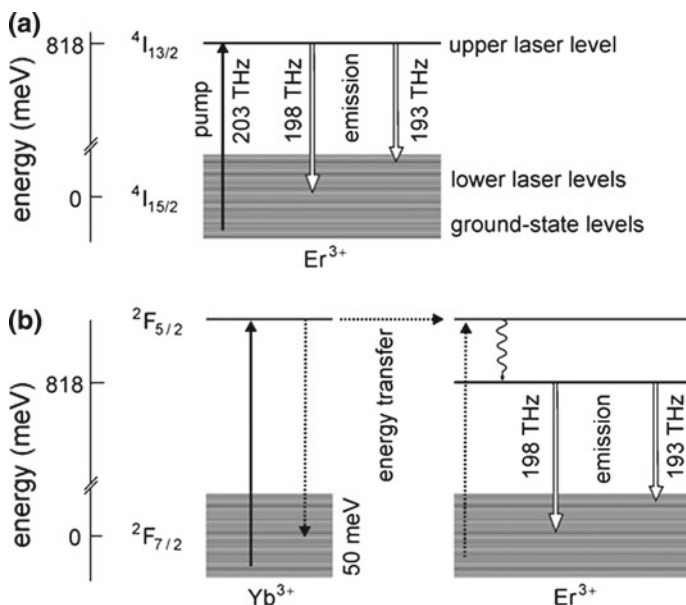 (a)
energy (meV)
818
0
⁴I₁₃/₂
⁴I₁₅/₂
pump
203 THz
198 THz
emission
193 THz
upper laser level
lower laser levels
ground-state levels
Er³⁺
(b)
energy (meV)
818
0
²F₅/₂
²F₇/₂
50 meV
energy transfer
198 THz
emission
193 THz
Yb³⁺
Er³⁺